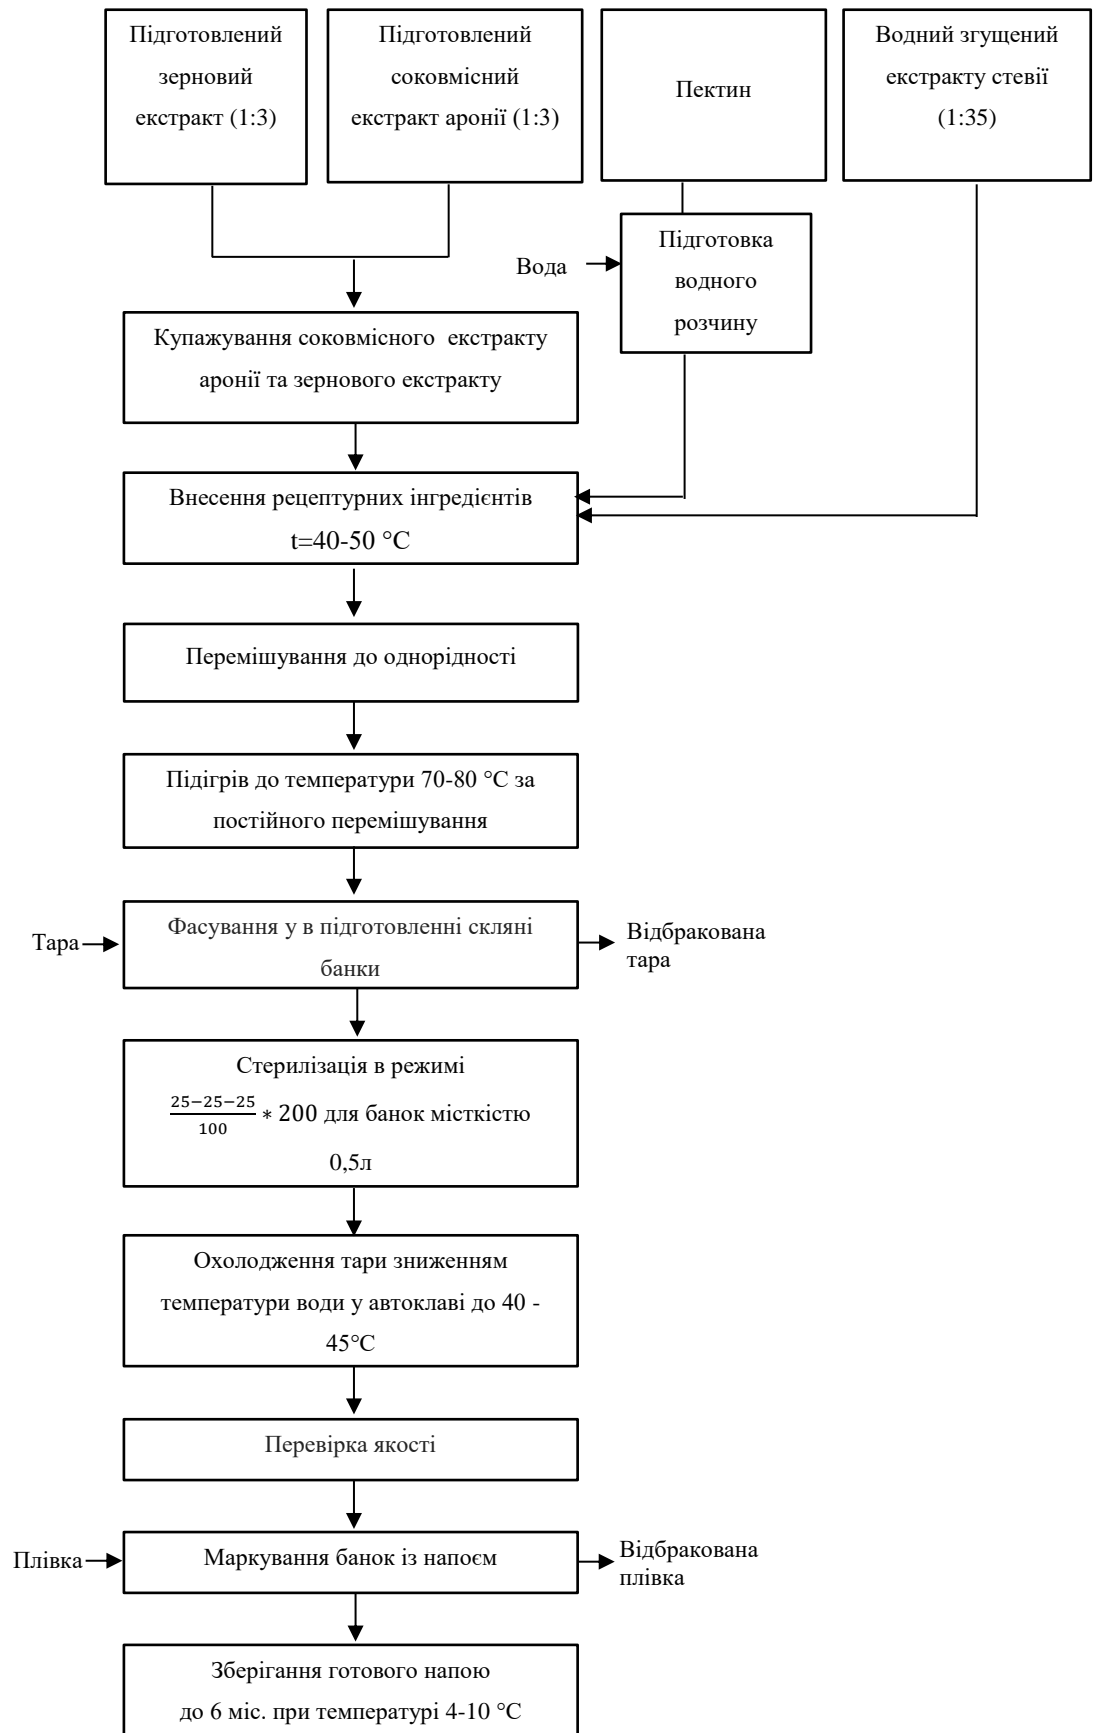 Підготовлений
зерновий
екстракт (1:3)
Підготовлений
соковмісний
екстракт аронії (1:3)
Пектин
Водний згущений
екстракту стевії
(1:35)
Вода
Підготовка
водного
розчину
Купажування соковмісного екстракту
аронії та зернового екстракту
Внесення рецептурних інгредієнтів
t=40-50 °C
Перемішування до однорідності
Підігрів до температури 70-80 °C за
постійного перемішування
Тара
Фасування у в підготовленні скляні
банки
Відбракована
тара
Стерилізація в режимі
25−25−25
100
∗ 200 для банок місткістю
0,5л
Охолодження тари зниженням
температури води у автоклаві до 40 -
45°C
Перевірка якості
Плівка
Маркування банок із напоєм
Відбракована
плівка
Зберігання готового напою
до 6 міс. при температурі 4-10 °C